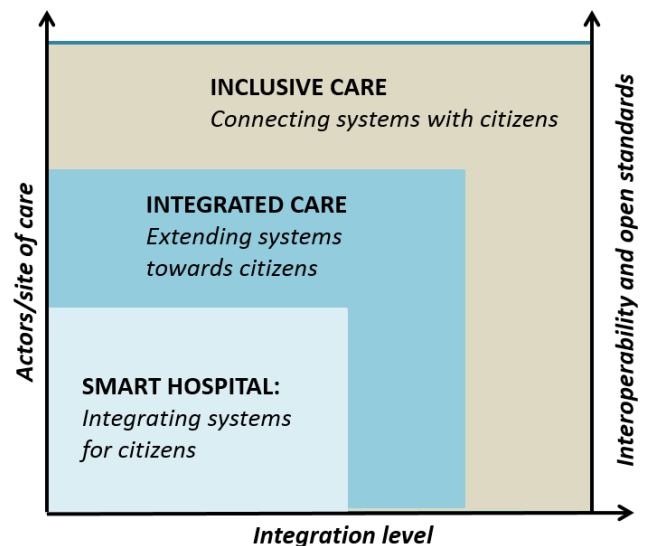 INCLUSIVE CARE
Connecting systems with citizens
INTEGRATED CARE
Extending systems
towards citizens
SMART HOSPITAL:
Integrating systems
for citizens
Actors/site of care
Interoperability and open standards
Integration level